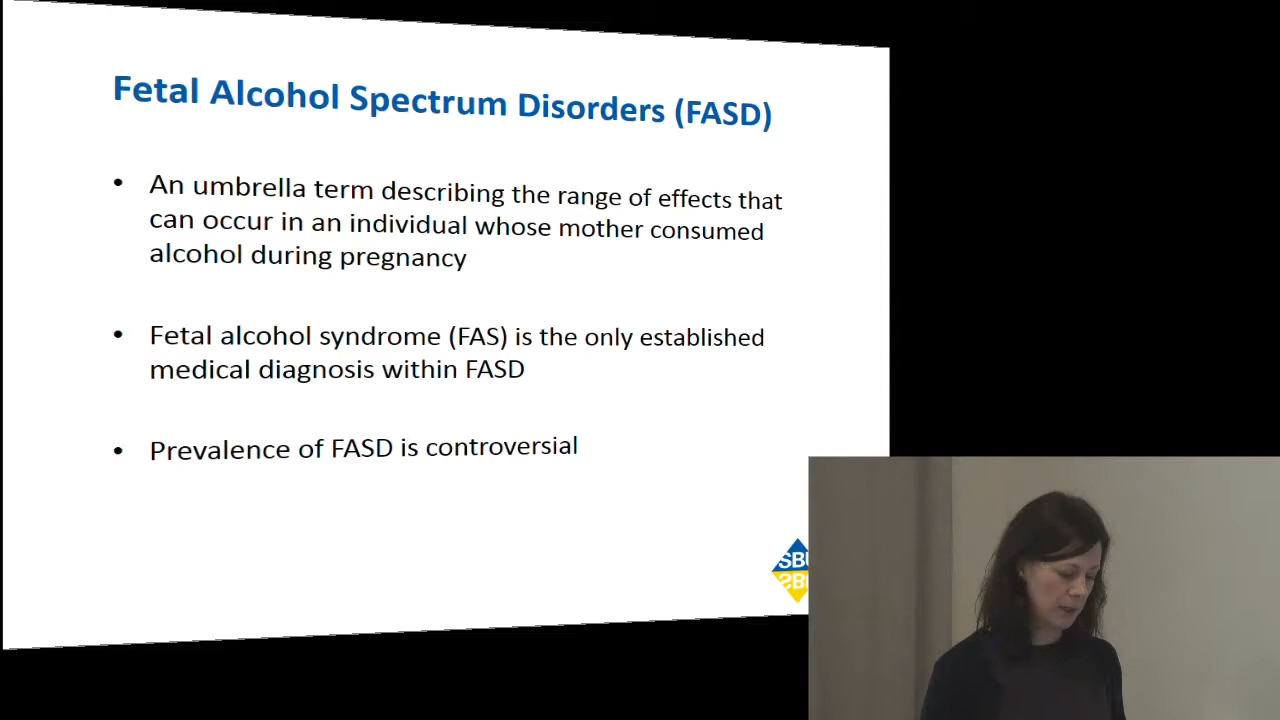 Fetal Alcohol Spectrum Disorders (FASD)
• An umbrella term describing the range of effects that
can occur in an individual whose mother consumed
alcohol during pregnancy
• Fetal alcohol syndrome (FAS) is the only established
medical diagnosis within FASD
• Prevalence of FASD is controversial
SBU